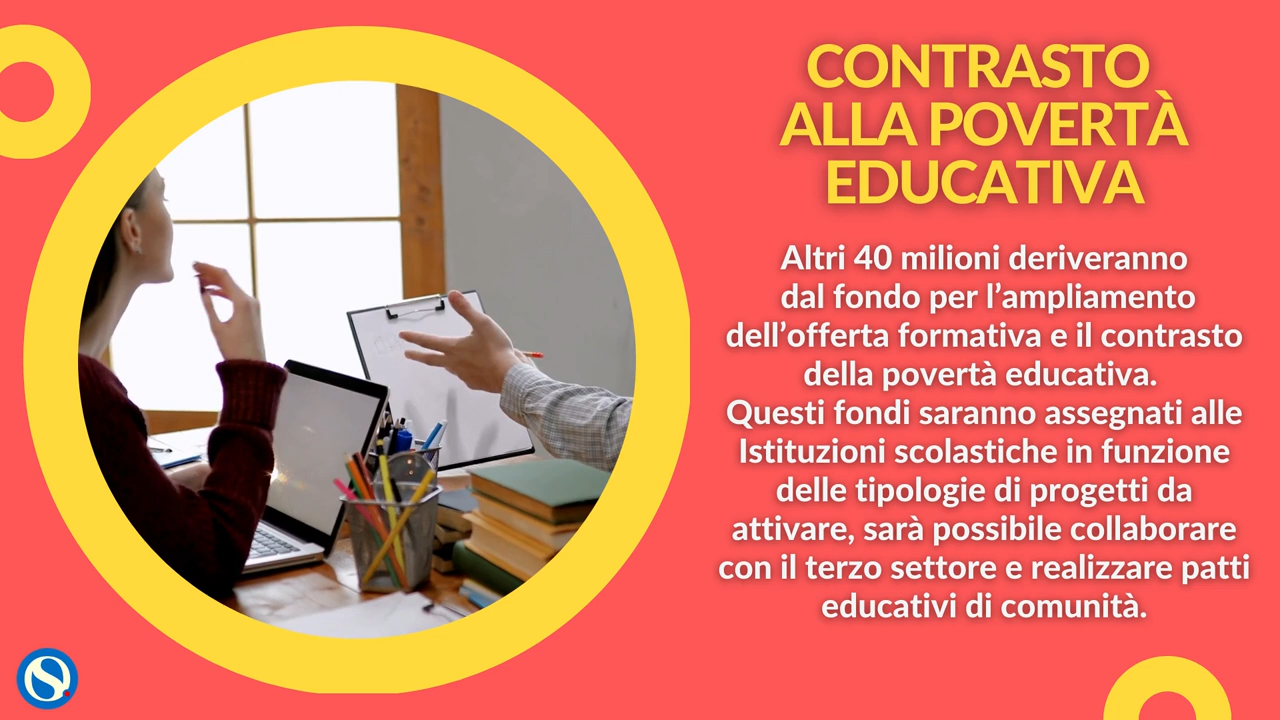 CONTRASTO
ALLA POVERTÀ
EDUCATIVA
Altri 40 milioni deriveranno
dal fondo per l’ampliamento
dell’offerta formativa e il contrasto
della povertà educativa.
Questi fondi saranno assegnati alle
Istituzioni scolastiche in funzione
delle tipologie di progetti da
attivare, sarà possibile collaborare
con il terzo settore e realizzare patti
educativi di comunità.
S.